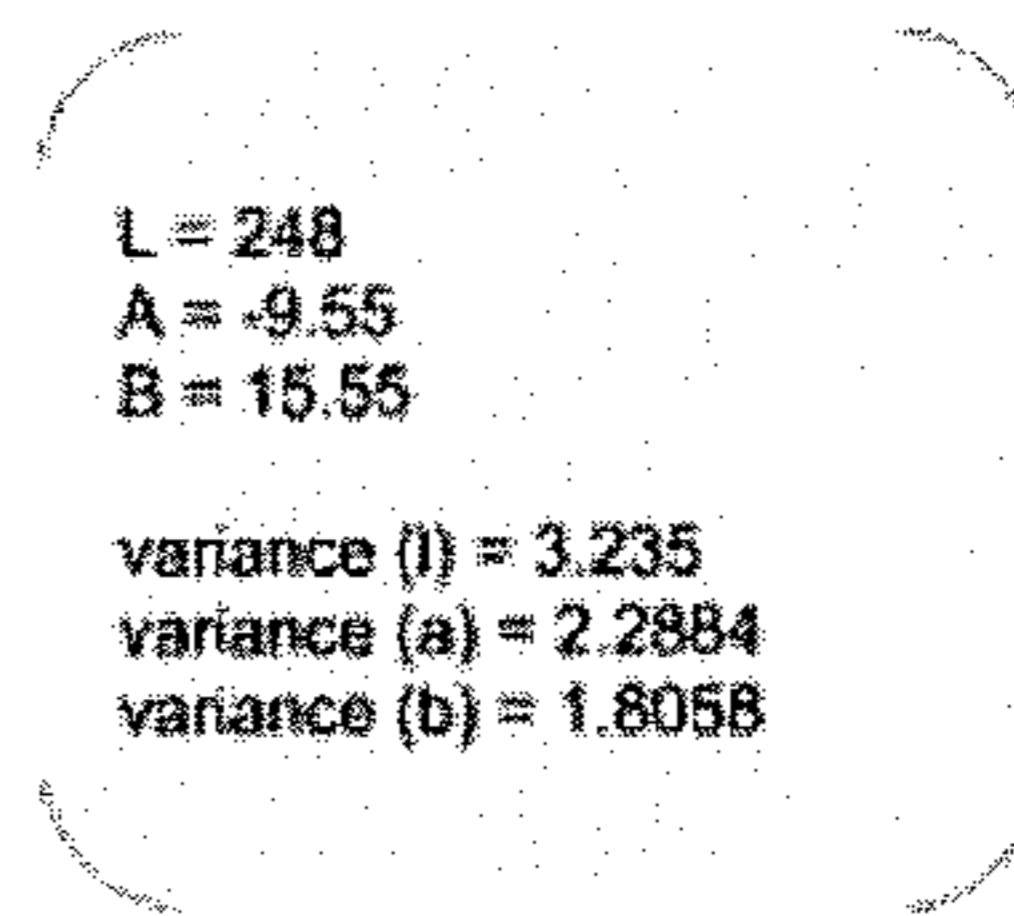 L = 248
A = -9.55
B = 15.55
variance (l) = 3.235
variance (a) = 2.2884
variance (b) = 1.8058